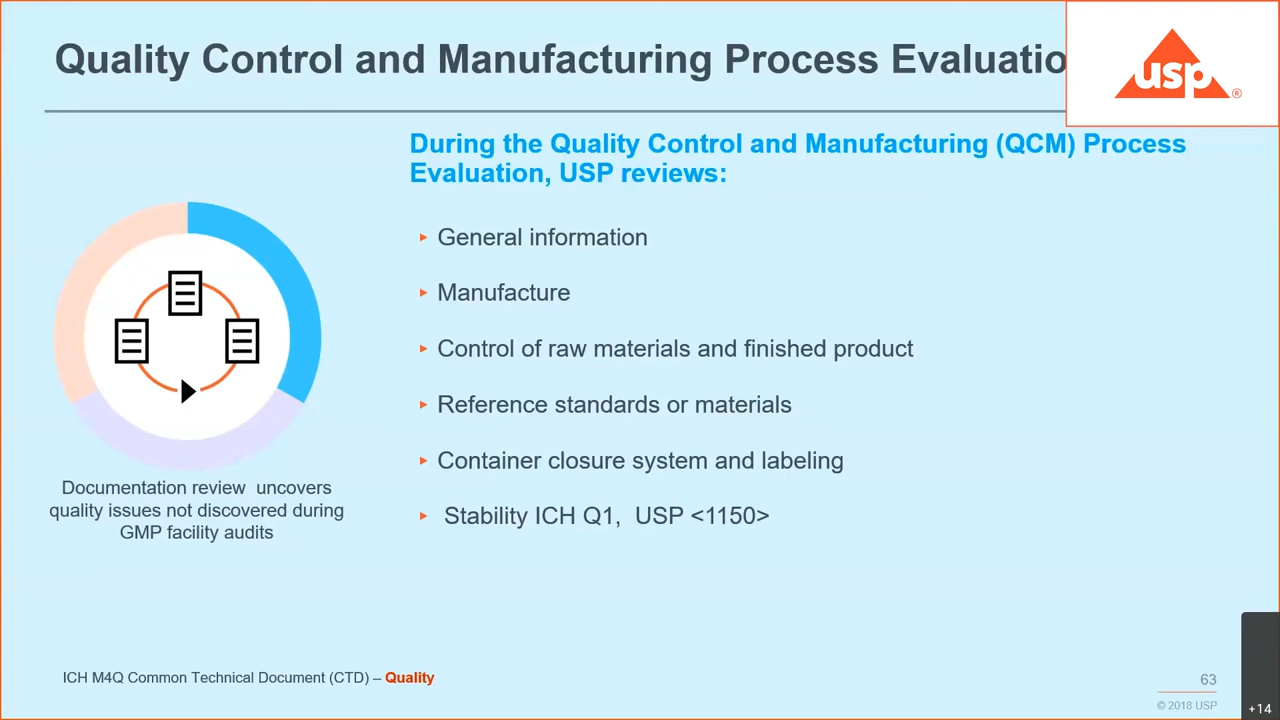 Quality Control and Manufacturing Process Evaluatio
usp®
During the Quality Control and Manufacturing (QCM) Process
Evaluation, USP reviews:
General information
Manufacture
Control of raw materials and finished product
Reference standards or materials
Container closure system and labeling
Stability ICH Q1, USP <1150>
Documentation review uncovers
quality issues not discovered during
GMP facility audits
ICH M4Q Common Technical Document (CTD) – Quality
63
© 2018 USP
+14